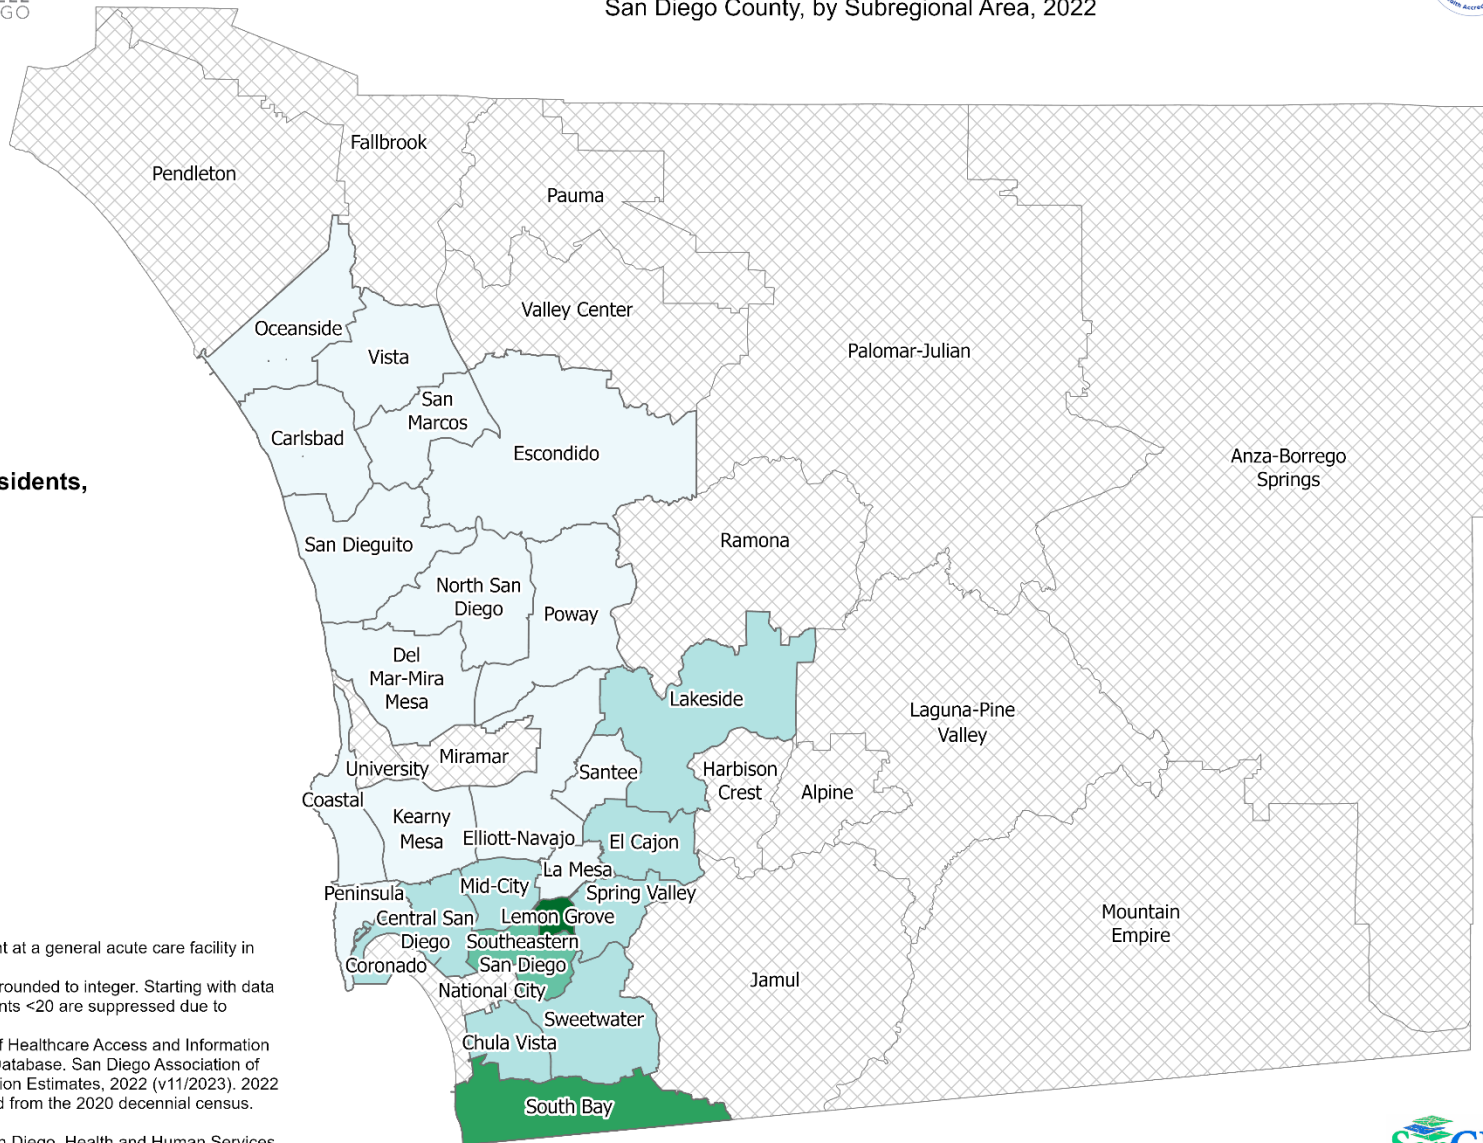 GO
San Diego County, by Subregional Area, 2022
Fallbrook
Pendleton
Pauma
Valley Center
Oceanside
Vista
Palomar-Julian
San
Marcos
Carlsbad
Escondido
Anza-Borrego
Springs
sidents,
San Dieguito
Ramona
North San
Diego
Poway
Del
Mar-Mira
Mesa
Lakeside
Laguna-Pine
Valley
Miramar
University
Santee
Harbison
Crest
Alpine
Coastal
Kearny
Mesa
Elliott-Navajo
El Cajon
La Mesa
Peninsula
Mid-City
Spring Valley
Central San
Diego
Lemon Grove
Mountain
Empire
Southeastern
San Diego
Coronado
Jamul
National City
Sweetwater
Chula Vista
South Bay
nt at a general acute care facility in
rounded to integer. Starting with data
nts <20 are suppressed due to
f Healthcare Access and Information
Database. San Diego Association of
ion Estimates, 2022 (v11/2023). 2022
d from the 2020 decennial census.
n Diego, Health and Human Services